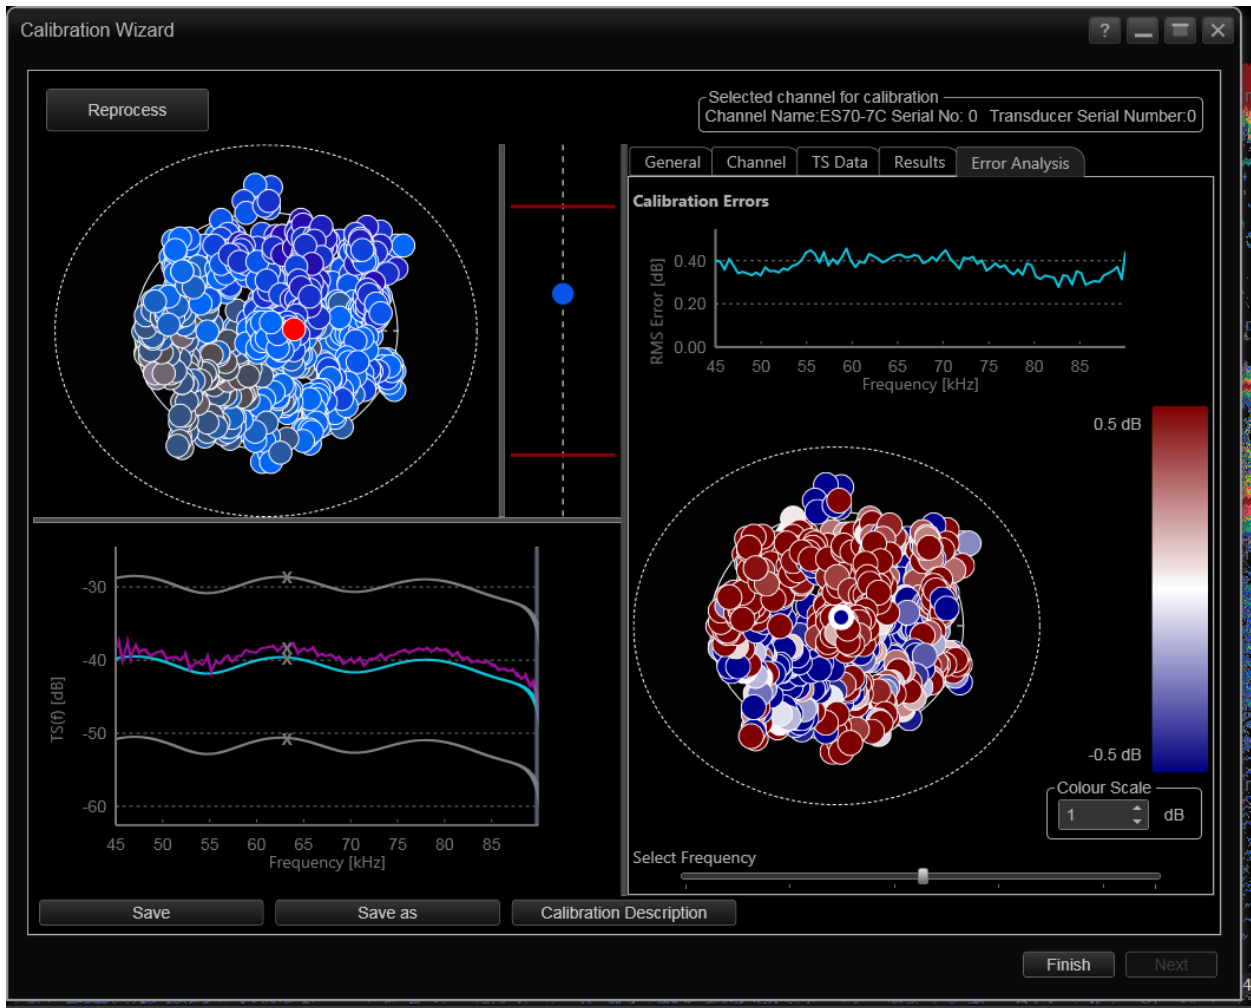 Calibration Wizard
?
Reprocess
Selected channel for calibration
Channel Name:ES70-7C Serial No: 0 Transducer Serial Number:0
General Channel TS Data Results Error Analysis
Calibration Errors
RMS Error [dB]
0.40
0.20
0.00
45 50 55 60 65 70 75 80 85
Frequency [kHz]
0.5 dB
-0.5 dB
Colour Scale
1 dB
Select Frequency
TS(f) [dB]
-30
-40
-50
-60
45 50 55 60 65 70 75 80 85
Frequency [kHz]
Save Save as Calibration Description
Finish Next
4